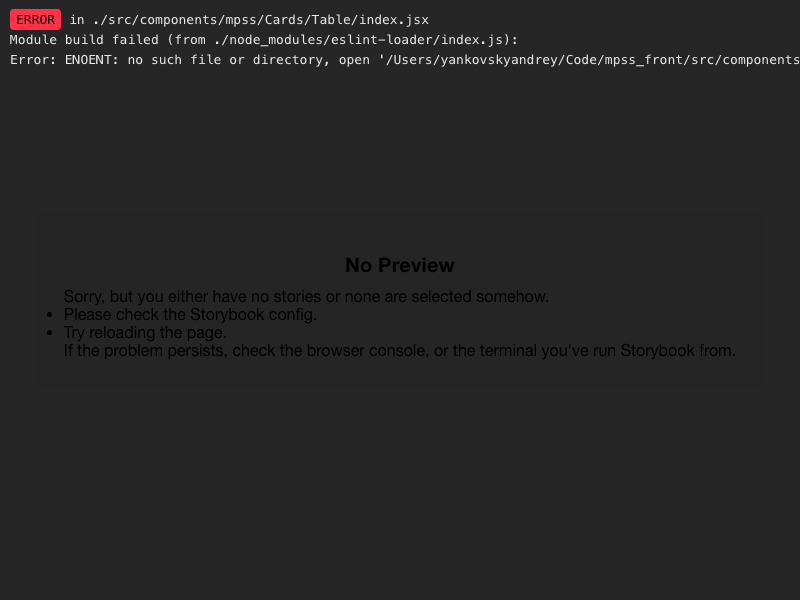 ERROR in ./src/components/mpss/Cards/Table/index.jsx
Module build failed (from ./node_modules/eslint-loader/index.js):
Error: ENOENT: no such file or directory, open '/Users/yankovskyandrey/Code/mpss_front/src/components
No Preview
Sorry, but you either have no stories or none are selected somehow.
• Please check the Storybook config.
• Try reloading the page.
If the problem persists, check the browser console, or the terminal you've run Storybook from.